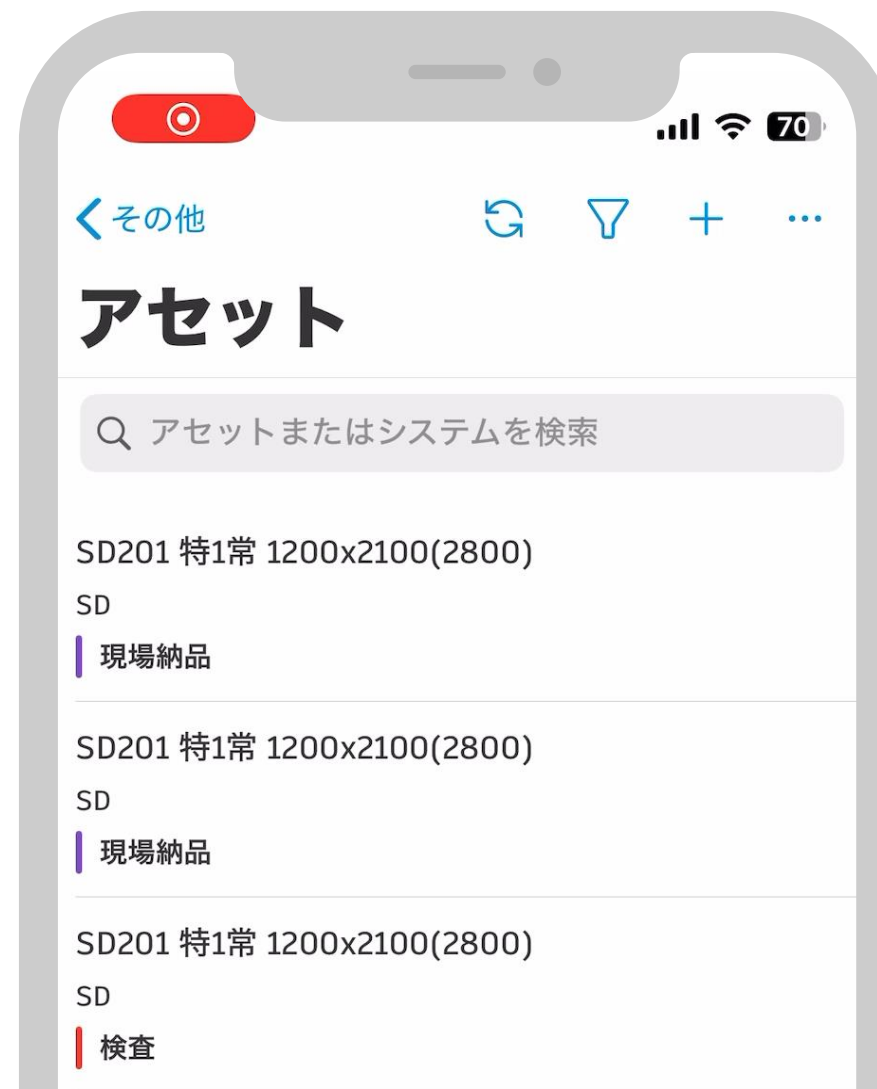 70
その他
アセット
アセットまたはシステムを検索
SD201 特1常 1200x2100(2800)
SD
現場納品
SD201 特1常 1200x2100(2800)
SD
現場納品
SD201 特1常 1200x2100(2800)
SD
検査